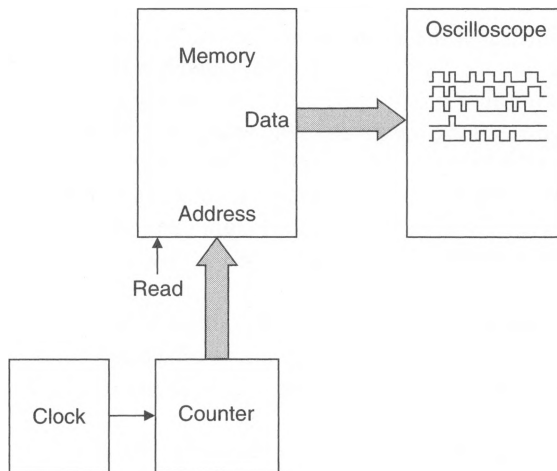 Oscilloscope
Memory
Data
Address
Read
Clock
Counter